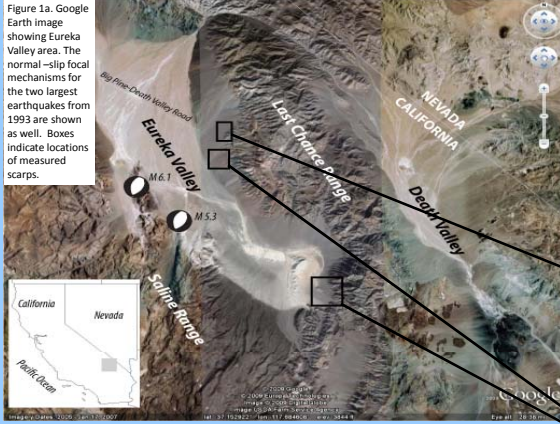 Figure 1a. Google
Earth image
showing Eureka
Valley area. The
normal –slip focal
mechanisms for
the two largest
earthquakes from
1993 are shown
as well. Boxes
indicate locations
of measured
scarps.
Big Pine-Death Valley Road
Eureka Valley
Last Chance Range
NEVADA
CALIFORNIA
Death Valley
M 6.1
M 5.3
Saline Range
California
Nevada
Pacific Ocean
© 2009 Google
Google